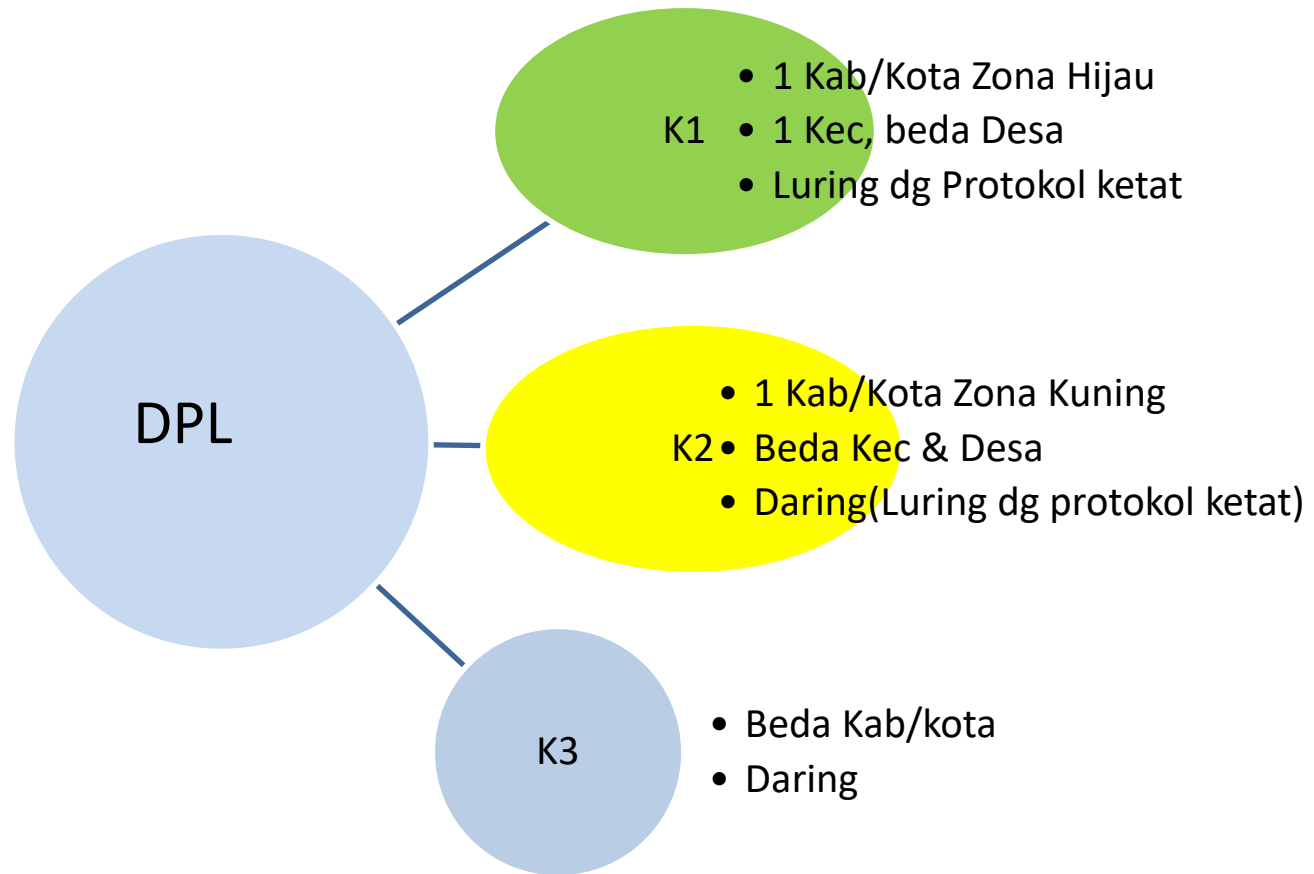 DPL
K1
• 1 Kab/Kota Zona Hijau
• 1 Kec, beda Desa
• Luring dg Protokol ketat
K2
• 1 Kab/Kota Zona Kuning
• Beda Kec & Desa
• Daring(Luring dg protokol ketat)
K3
• Beda Kab/kota
• Daring